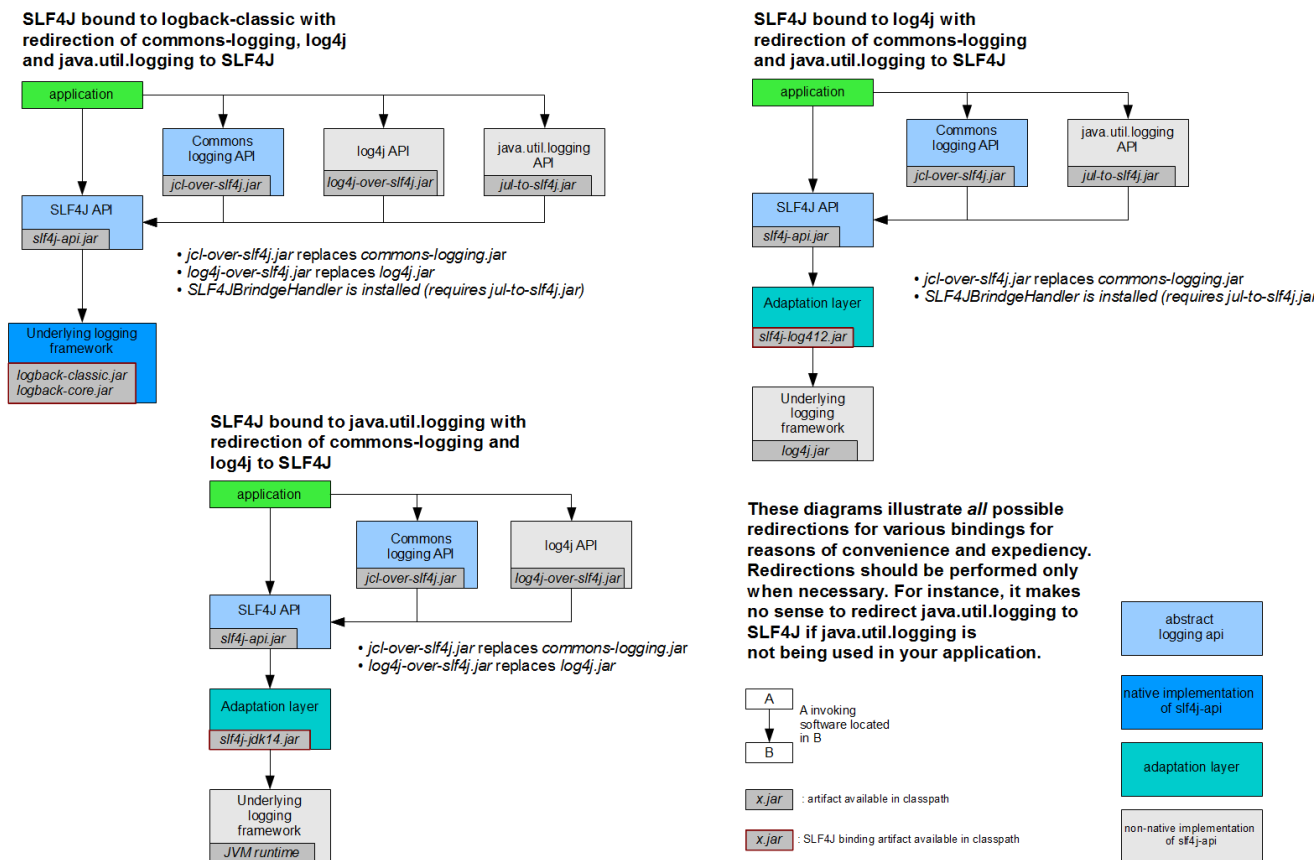 SLF4J bound to logback-classic with
redirection of commons-logging, log4j
and java.util.logging to SLF4J
application
Commons
logging API
jcl-over-slf4j.jar
log4j API
log4j-over-slf4j.jar
java.util.logging
API
jul-to-slf4j.jar
SLF4J API
slf4j-api.jar
• jcl-over-slf4j.jar replaces commons-logging.jar
• log4j-over-slf4j.jar replaces log4j.jar
• SLF4JBrindgeHandler is installed (requires jul-to-slf4j.jar)
Underlying logging
framework
logback-classic.jar
logback-core.jar
SLF4J bound to log4j with
redirection of commons-logging
and java.util.logging to SLF4J
application
Commons
logging API
jcl-over-slf4j.jar
java.util.logging
API
jul-to-slf4j.jar
SLF4J API
slf4j-api.jar
• jcl-over-slf4j.jar replaces commons-logging.jar
• SLF4JBrindgeHandler is installed (requires jul-to-slf4j.jar
Adaptation layer
slf4j-log412.jar
Underlying
logging
framework
log4j.jar
SLF4J bound to java.util.logging with
redirection of commons-logging and
log4j to SLF4J
application
Commons
logging API
jcl-over-slf4j.jar
log4j API
log4j-over-slf4j.jar
SLF4J API
slf4j-api.jar
• jcl-over-slf4j.jar replaces commons-logging.jar
• log4j-over-slf4j.jar replaces log4j.jar
Adaptation layer
slf4j-jdk14.jar
Underlying
logging
framework
JVM runtime
These diagrams illustrate all possible
redirections for various bindings for
reasons of convenience and expediency.
Redirections should be performed only
when necessary. For instance, it makes
no sense to redirect java.util.logging to
SLF4J if java.util.logging is
not being used in your application.
A
B
A invoking
software located
in B
x.jar : artifact available in classpath
x.jar : SLF4J binding artifact available in classpath
abstract
logging api
native implementation
of slf4j-api
adaptation layer
non-native implementation
of slf4j-api